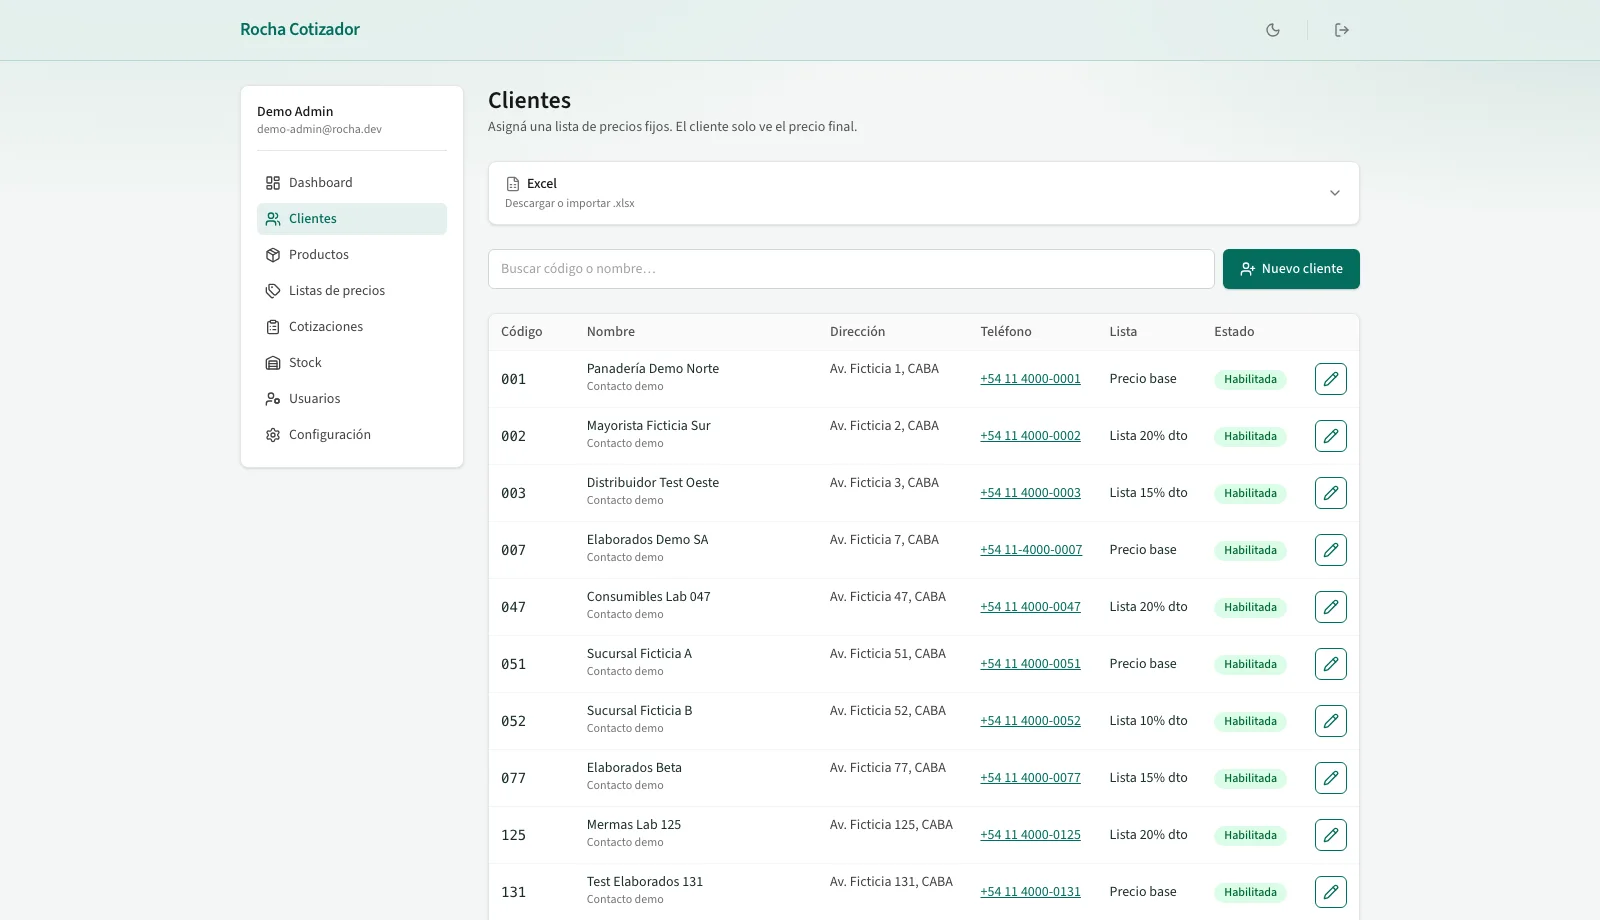 Rocha Cotizador
Demo Admin
demo-admin@rocha.dev
Dashboard
Clientes
Productos
Listas de precios
Cotizaciones
Stock
Usuarios
Configuración
Clientes
Asigná una lista de precios fijos. El cliente solo ve el precio final.
Excel
Descargar o importar .xlsx
Buscar código o nombre…
Nuevo cliente
Código Nombre Dirección Teléfono Lista Estado
001 Panadería Demo Norte Av. Ficticia 1, CABA +54 11 4000-0001 Precio base Habilitada
Contacto demo
002 Mayorista Ficticia Sur Av. Ficticia 2, CABA +54 11 4000-0002 Lista 20% dto Habilitada
Contacto demo
003 Distribuidor Test Oeste Av. Ficticia 3, CABA +54 11 4000-0003 Lista 15% dto Habilitada
Contacto demo
007 Elaborados Demo SA Av. Ficticia 7, CABA +54 11-4000-0007 Precio base Habilitada
Contacto demo
047 Consumibles Lab 047 Av. Ficticia 47, CABA +54 11 4000-0047 Lista 20% dto Habilitada
Contacto demo
051 Sucursal Ficticia A Av. Ficticia 51, CABA +54 11 4000-0051 Precio base Habilitada
Contacto demo
052 Sucursal Ficticia B Av. Ficticia 52, CABA +54 11 4000-0052 Lista 10% dto Habilitada
Contacto demo
077 Elaborados Beta Av. Ficticia 77, CABA +54 11 4000-0077 Lista 15% dto Habilitada
Contacto demo
125 Mermas Lab 125 Av. Ficticia 125, CABA +54 11 4000-0125 Lista 20% dto Habilitada
Contacto demo
131 Test Elaborados 131 Av. Ficticia 131, CABA +54 11 4000-0131 Precio base Habilitada
Contacto demo